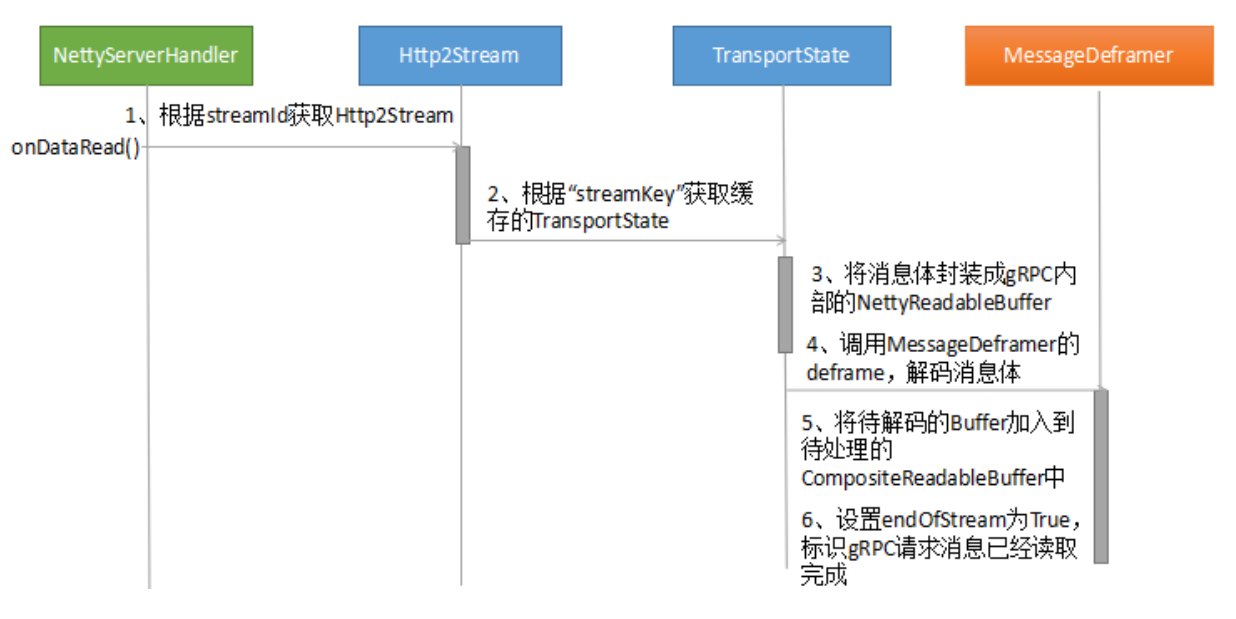 NettyServerHandler
Http2Stream
TransportState
MessageDeframer
1、根据streamId获取Http2Stream
onDataRead()
2、根据“streamKey”获取缓
存的TransportState
3、将消息体封装成gRPC内
部的NettyReadableBuffer
4、调用MessageDeframer的
deframe，解码消息体
5、将待解码的Buffer加入到
待处理的
CompositeReadableBuffer中
6、设置endOfStream为True，
标识gRPC请求消息已经读取
完成